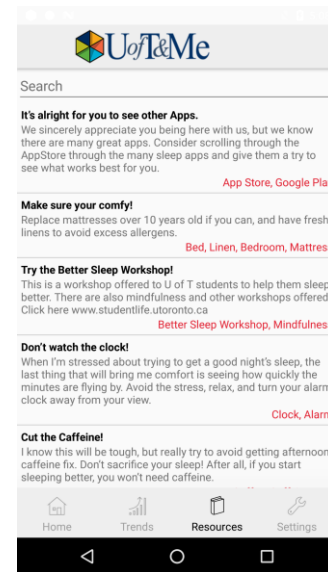 UofT&Me
Search
It's alright for you to see other Apps.
We sincerely appreciate you being here with us, but we know
there are many great apps. Consider scrolling through the
AppStore through the many sleep apps and give them a try to
see what works best for you.
App Store, Google Pla
Make sure your comfy!
Replace mattresses over 10 years old if you can, and have fresh
linens to avoid excess allergens.
Bed, Linen, Bedroom, Mattres
Try the Better Sleep Workshop!
This is a workshop offered to U of T students to help them sleep
better. There are also mindfulness and other workshops offered
Click here www.studentlife.utoronto.ca
Better Sleep Workshop, Mindfulnes
Don't watch the clock!
When I'm stressed about trying to get a good night's sleep, the
last thing that will bring me comfort is seeing how quickly the
minutes are flying by. Avoid the stress, relax, and turn your alarm
clock away from your view.
Clock, Alarm
Cut the Caffeine!
I know this will be tough, but really try to avoid getting afternoon
caffeine fix. Don't sacrifice your sleep! After all, if you start
sleeping better, you won't need caffeine.
Home
Trends
Resources
Settings